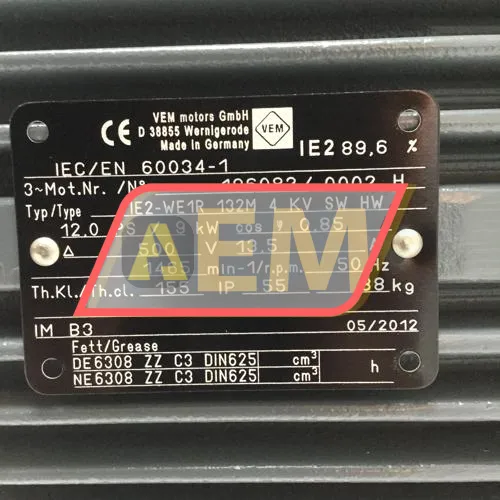 VEM motors GmbH
D 38855 Wernigerode
Made in Germany
CE
VEM
IE2 89,6 %
IEC/EN 60034-1
3~Mot.Nr. /Nº 0002 H
Typ/Type IE2-WE1R 132M 4 KV SW HW
12,0 PS 9 kW cos φ 0,85
Δ 500 V 13.5 A
1465 min-1/r.p.m. 50 Hz
Th.Kl./Th.cl. 155 IP 55 kg
AEM
IM B3 05/2012
Fett/Grease
DE6308 ZZ C3 DIN625 cm³
NE6308 ZZ C3 DIN625 cm³ h